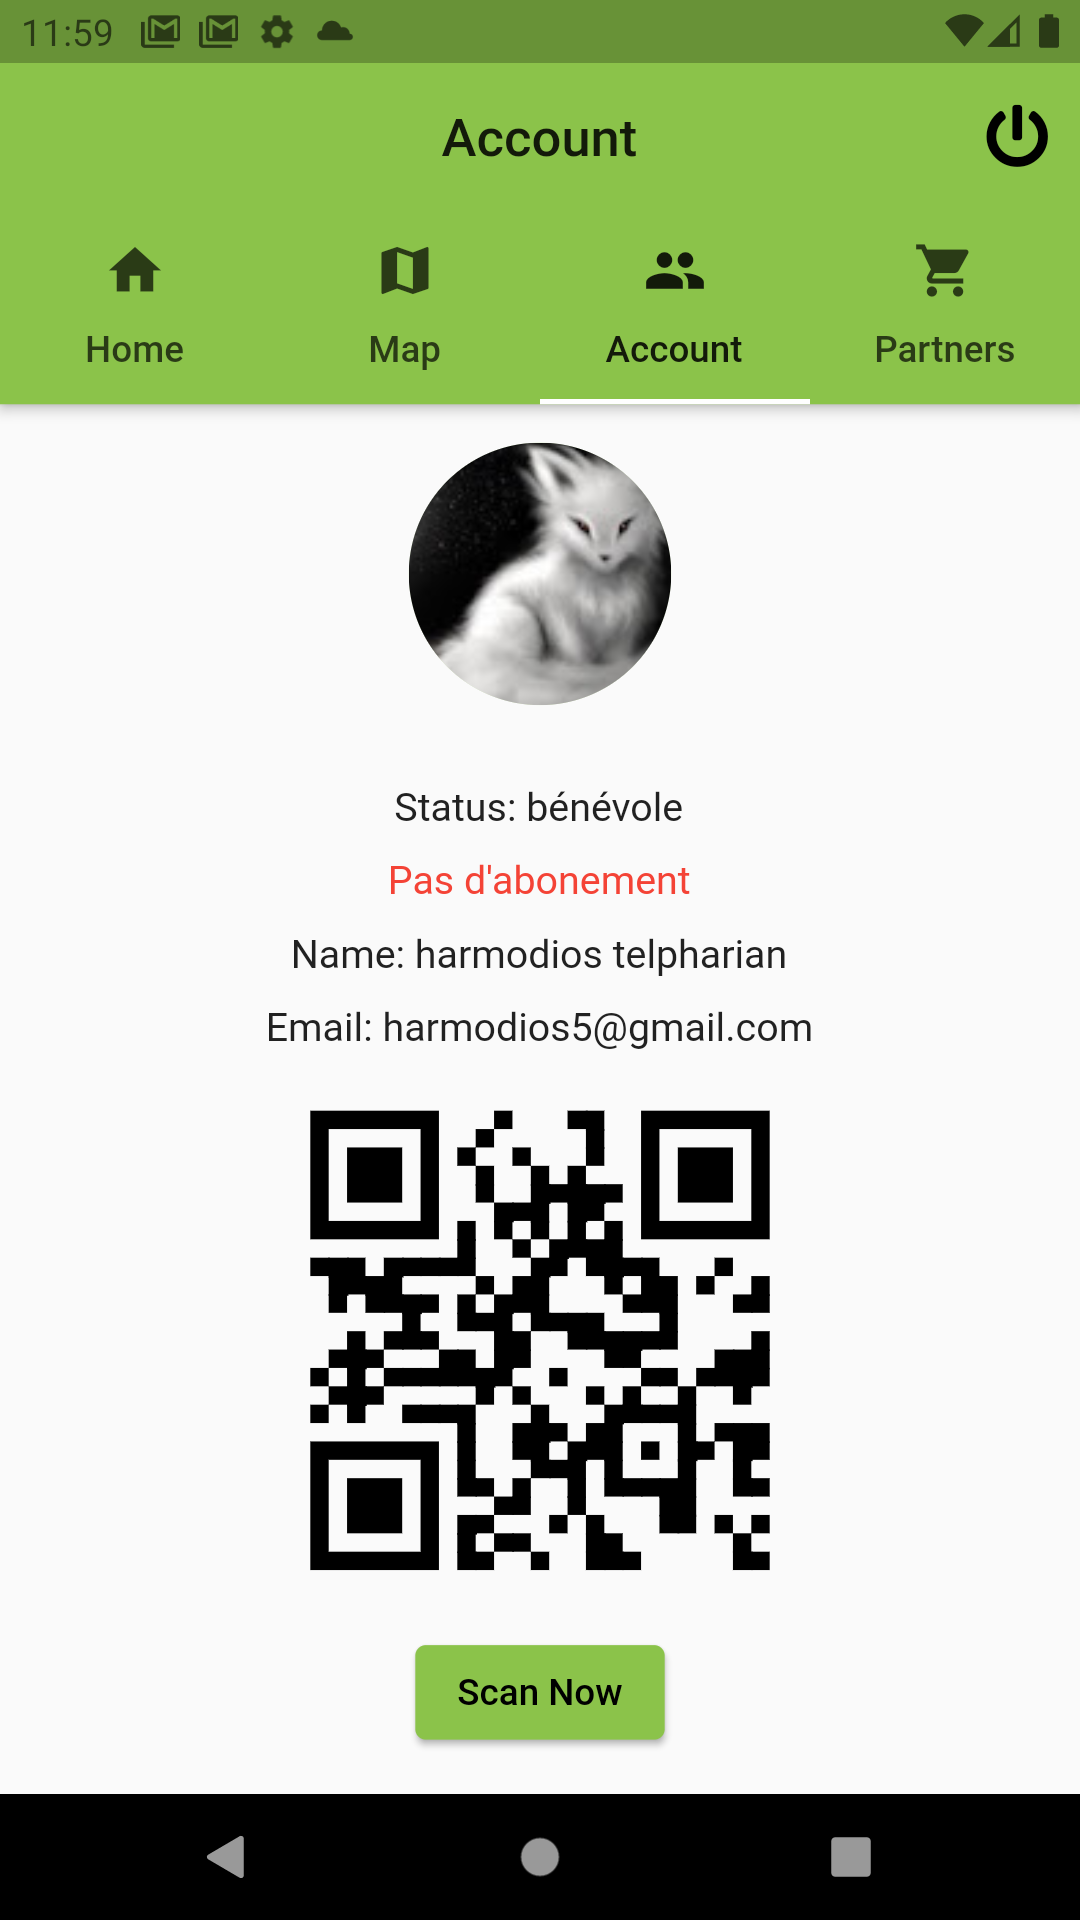 11:59
Account
Home Map Account Partners
Status: bénévole
Pas d'abonement
Name: harmodios telpharian
Email: harmodios5@gmail.com
Scan Now